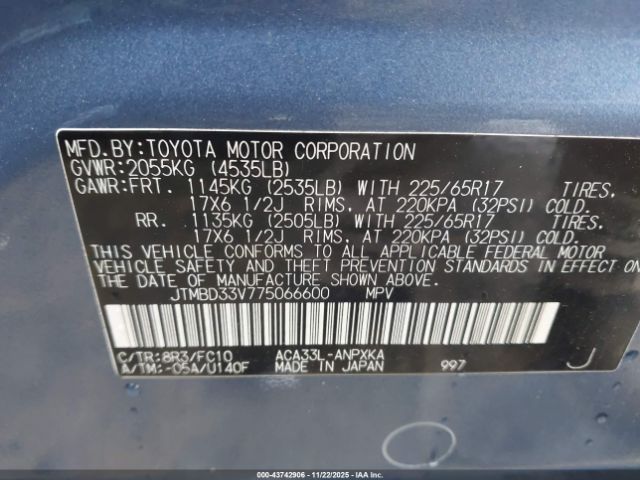 MFD.BY:TOYOTA MOTOR CORPORATION
GVWR:2055KG (4535LB)
GAWR:FRT. 1145KG (2535LB) WITH 225/65R17 TIRES.
17X6 1/2J RIMS. AT 220KPA (32PSI) COLD.
RR. 1135KG (2505LB) WITH 225/65R17 TIRES.
17X6 1/2J RIMS. AT 220KPA (32PSI) COLD.
THIS VEHICLE CONFORMS TO ALL APPLICABLE FEDERAL MOTOR
VEHICLE SAFETY AND THEFT PREVENTION STANDARDS IN EFFECT ON
THE DATE OF MANUFACTURE SHOWN ABOVE.
JTMBD33V775066600 MPV
C/TR:8R3/FC10 ACA33L-ANPXKA J
A/TM:-05A/U140F MADE IN JAPAN 997
000-43742906 - 11/22/2025 - IAAI.COM